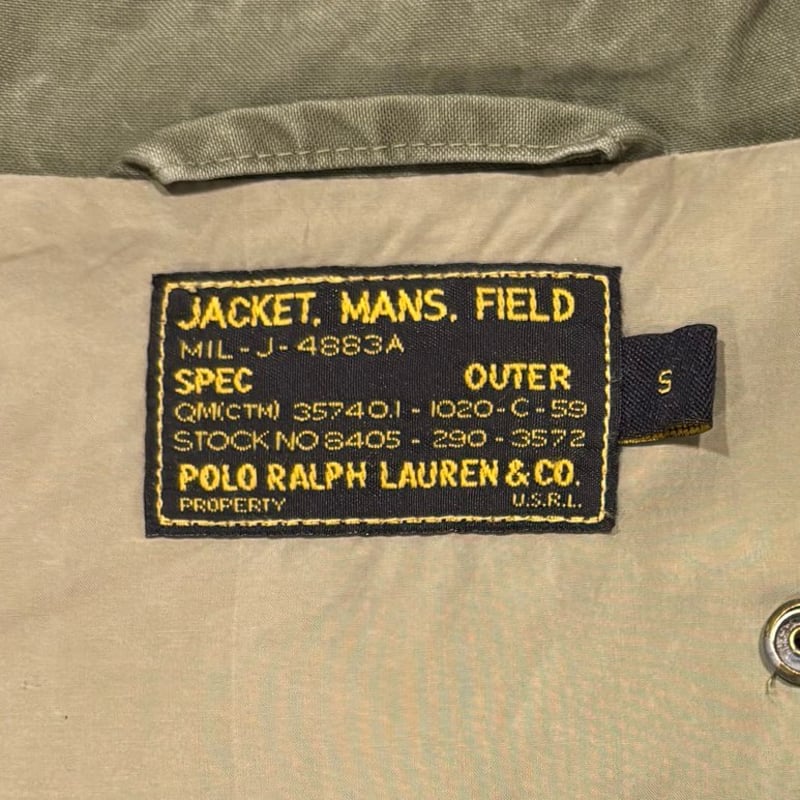 JACKET, MANS, FIELD
MIL-J-4883A
SPEC OUTER
QM(CTM) 35740.1-1020-C-59
STOCK NO 8405-290-3572
POLO RALPH LAUREN & CO.
PROPERTY U.S.R.L.
S